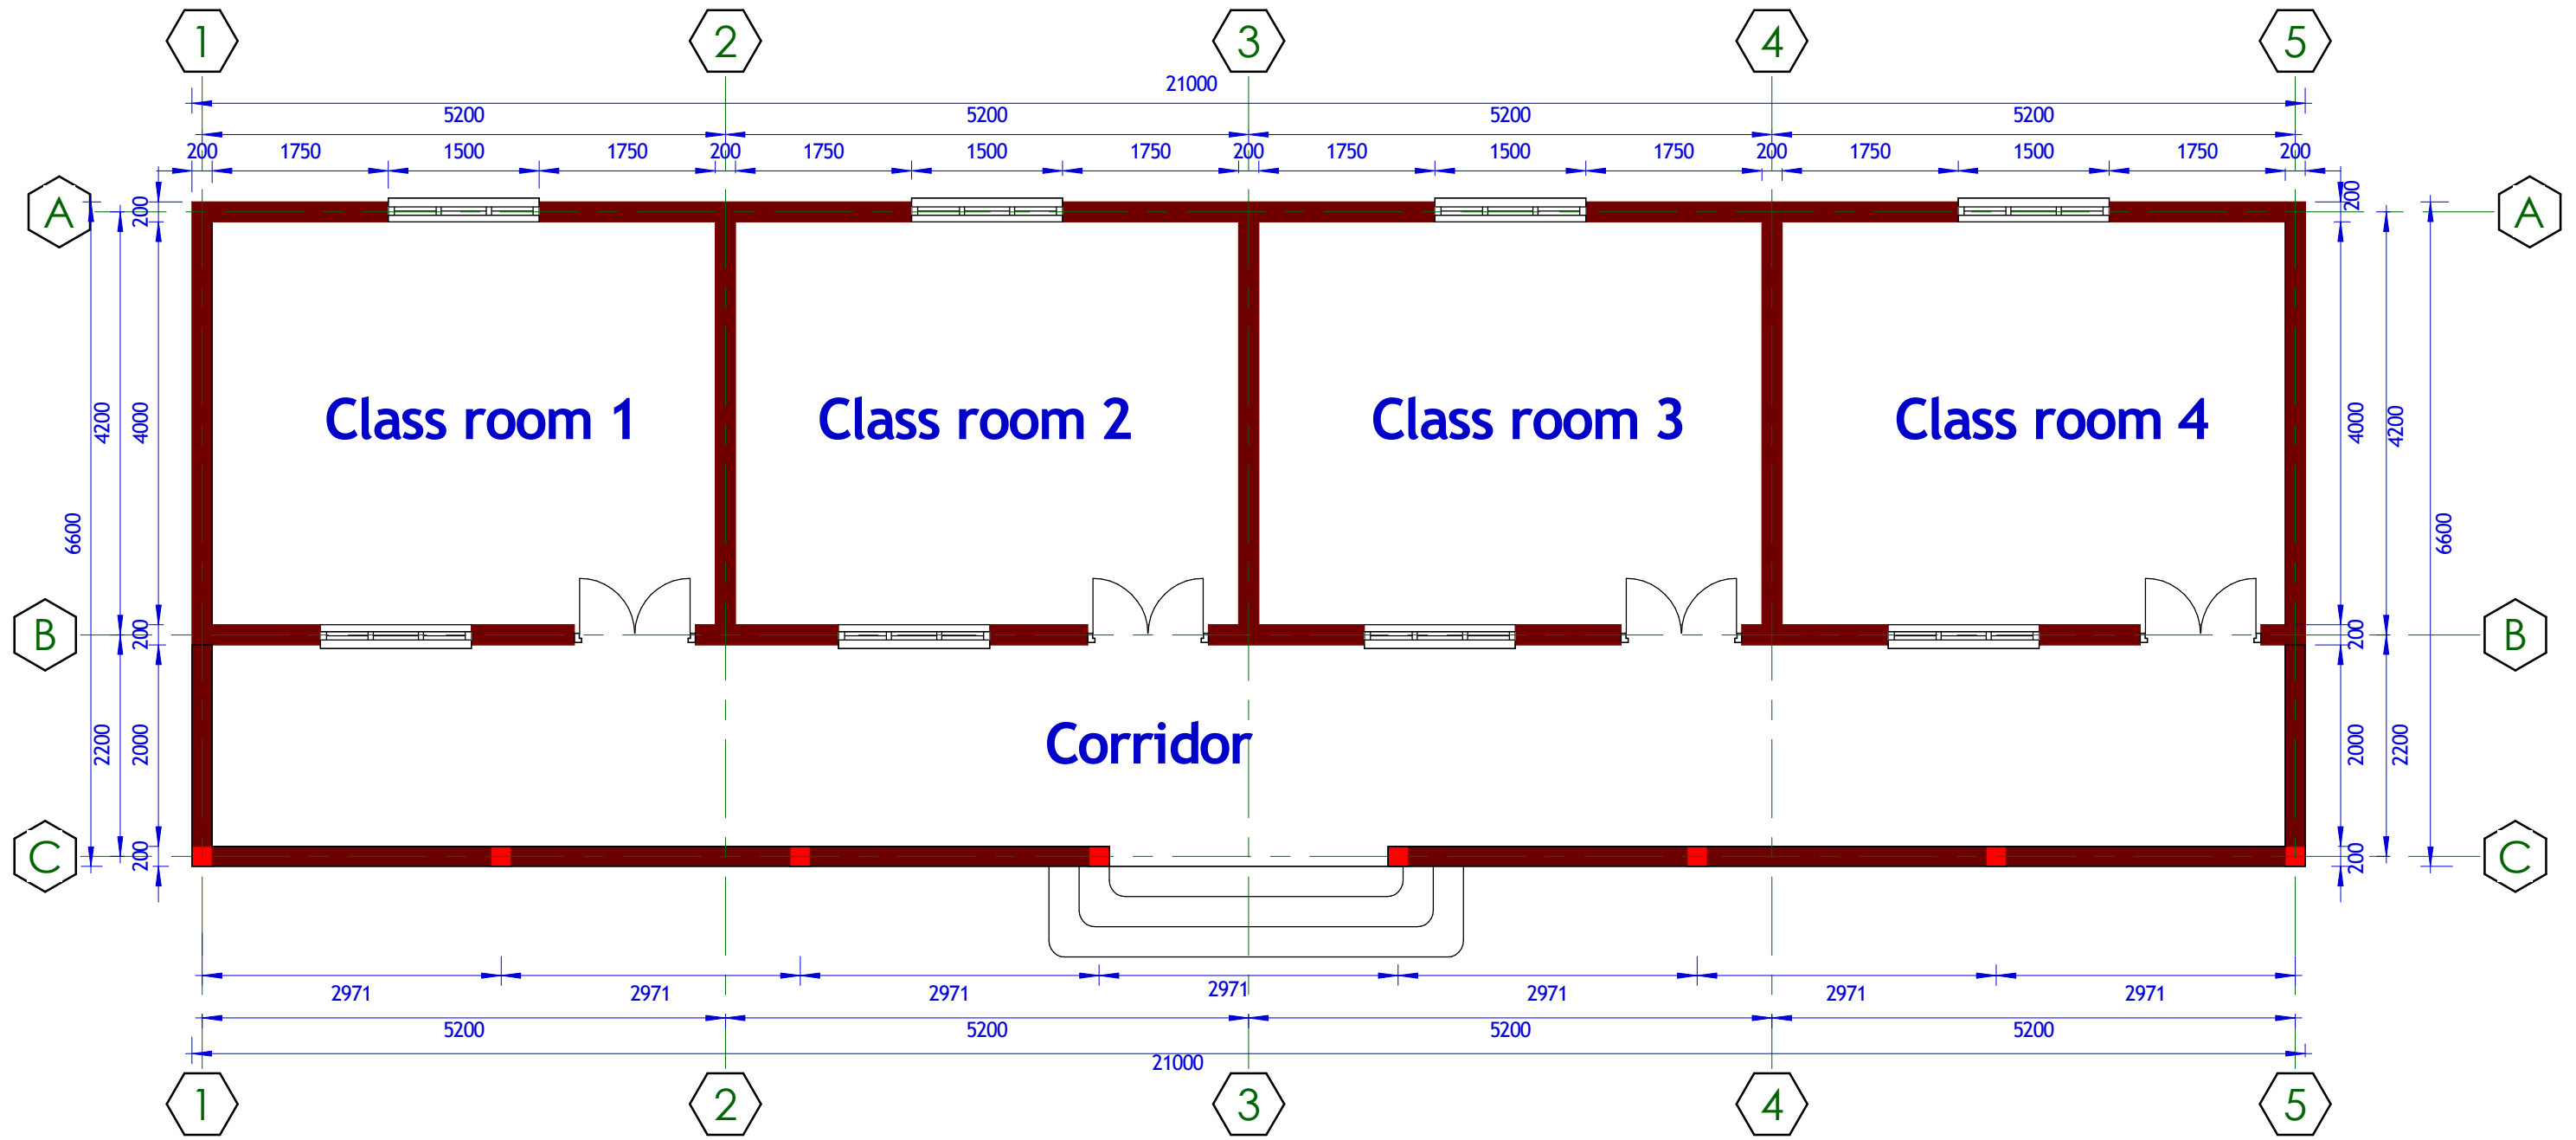 1 2 3 4 5
21000
5200 5200 5200 5200
200 1750 1500 1750 200 1750 1500 1750 200 1750 1500 1750 200 1750 1500 1750 200
A 200 200 A
6600 4200 4000 4000 4200 6600
Class room 1 Class room 2 Class room 3 Class room 4
B 200 200 B
2200 2000 2000 2200
Corridor
C 200 200 C
2971 2971 2971 2971 2971 2971 2971
5200 5200 5200 5200
21000
1 2 3 4 5